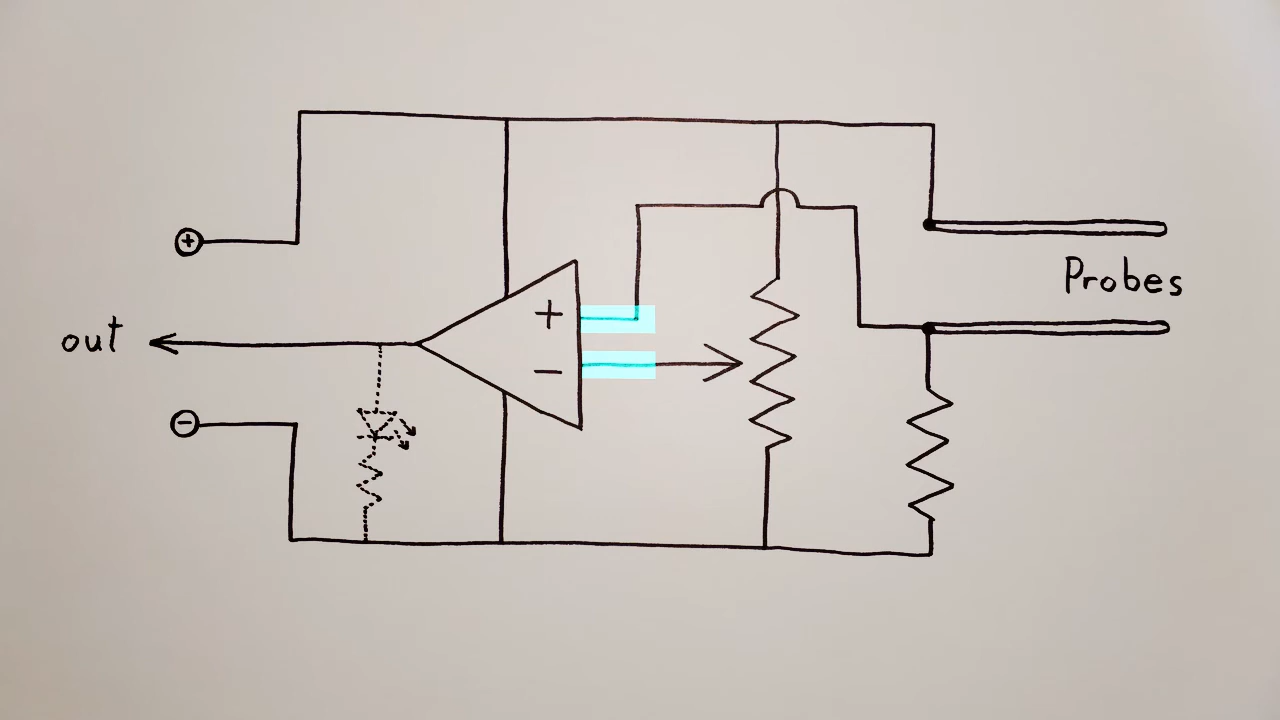 +
out
-
+
-
Probes